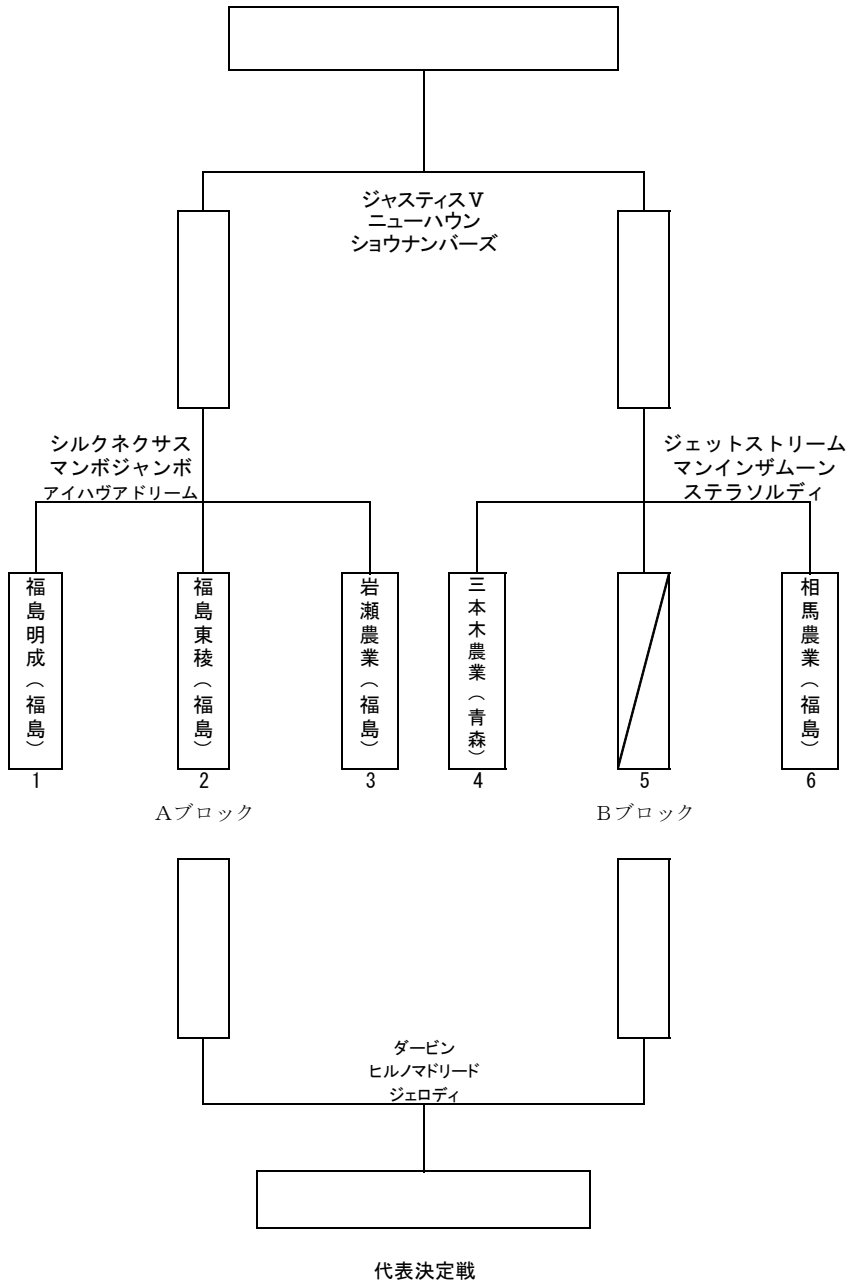 ジャスティスＶ
ニューハウン
ショウナンバーズ
シルクネクサス
マンボジャンボ
アイハヴアドリーム
ジェットストリーム
マンインザムーン
ステラソルディ
福島明成（福島）
福島東稜（福島）
岩瀬農業（福島）
三本木農業（青森）
相馬農業（福島）
1
2
3
4
5
6
Aブロック
Bブロック
ダービン
ヒルノマドリード
ジェロディ
代表決定戦